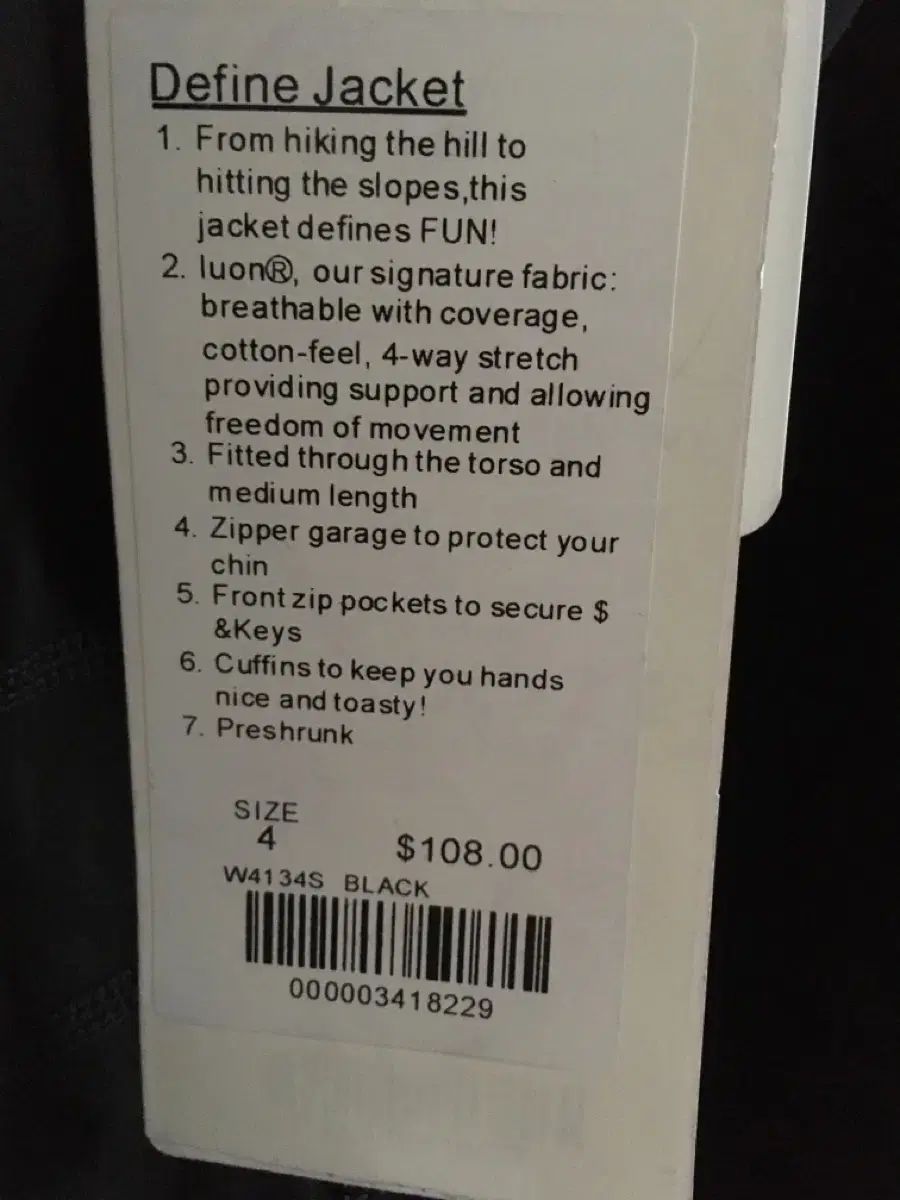 Define Jacket
1. From hiking the hill to
hitting the slopes,this
jacket defines FUN!
2. luon®, our signature fabric:
breathable with coverage,
cotton-feel, 4-way stretch
providing support and allowing
freedom of movement
3. Fitted through the torso and
medium length
4. Zipper garage to protect your
chin
5. Front zip pockets to secure $
&Keys
6. Cuffins to keep you hands
nice and toasty!
7. Preshrunk
SIZE
4 $108.00
W4134S BLACK
000003418229